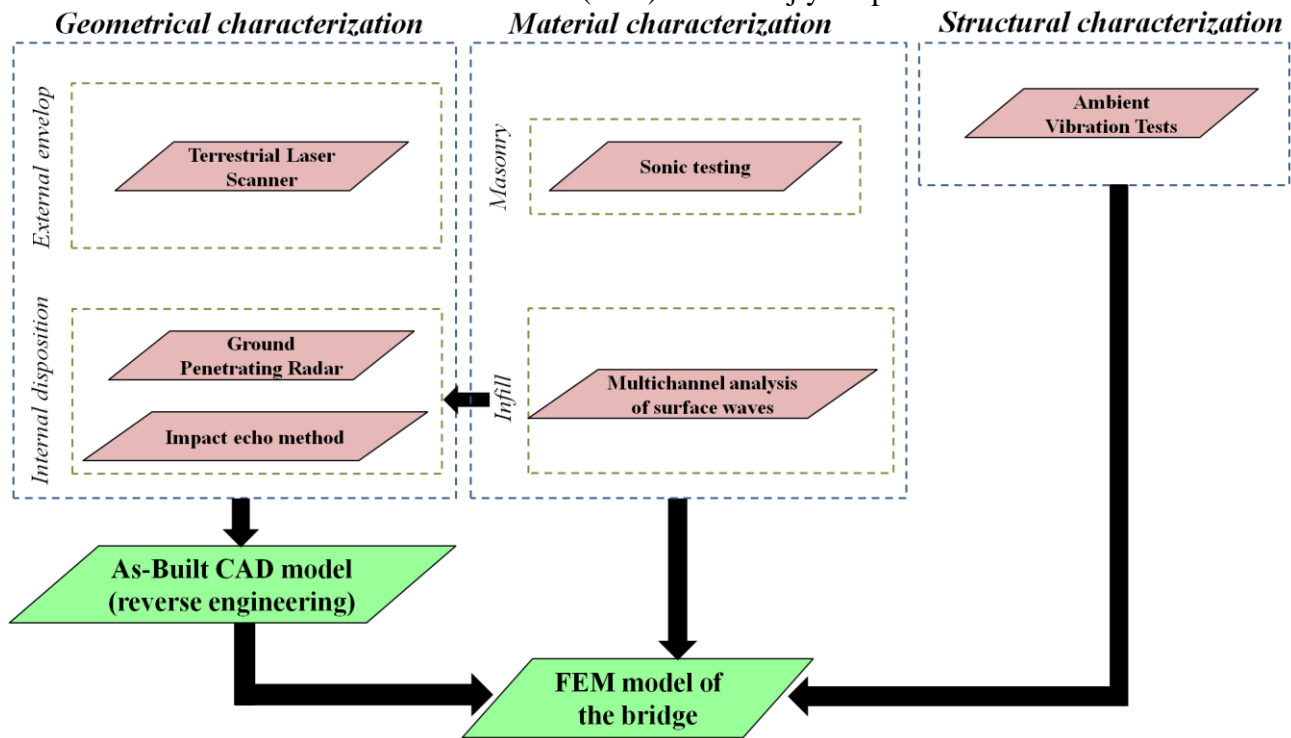 Geometrical characterization
Material characterization
Structural characterization
External envelop
Terrestrial Laser
Scanner
Masonry
Sonic testing
Ambient
Vibration Tests
Internal disposition
Ground
Penetrating Radar
Impact echo method
Infill
Multichannel analysis
of surface waves
As-Built CAD model
(reverse engineering)
FEM model of
the bridge